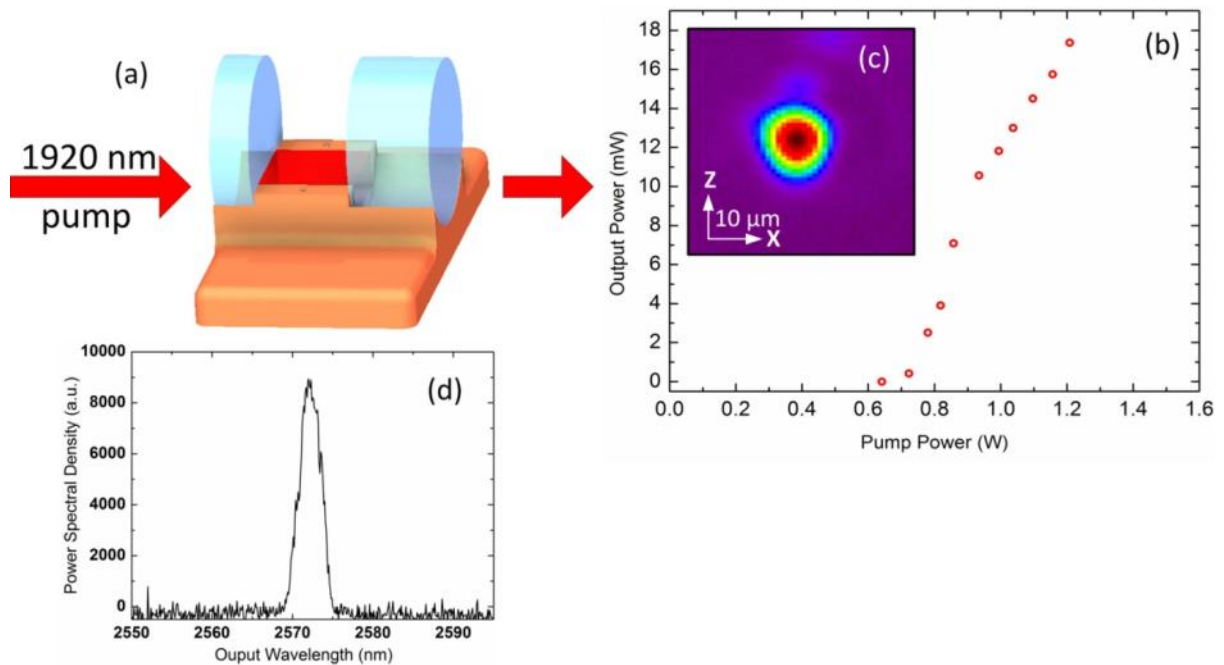 (a)
1920 nm
pump
(b)
Output Power (mW)
18
16
14
12
10
8
6
4
2
0
0.0 0.2 0.4 0.6 0.8 1.0 1.2 1.4 1.6
Pump Power (W)
(c)
Z
10 µm
X
(d)
Power Spectral Density (a.u.)
10000
8000
6000
4000
2000
0
2550 2560 2570 2580 2590
Ouput Wavelength (nm)